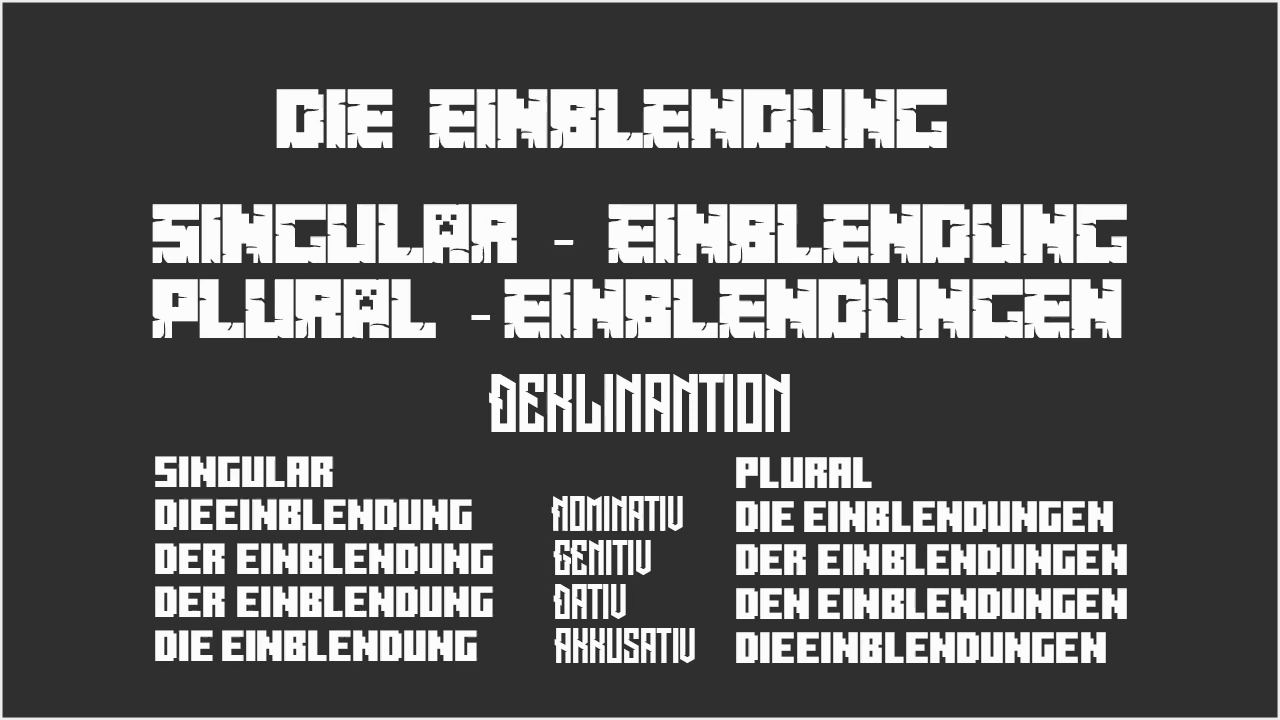 DIE EINBLENDUNG
SINGULAR - EINBLENDUNG
PLURAL - EINBLENDUNGEN
DEKLINANTION
SINGULAR PLURAL
DIEEINBLENDUNG NOMINATIV DIE EINBLENDUNGEN
DER EINBLENDUNG GENITIV DER EINBLENDUNGEN
DER EINBLENDUNG DATIV DEN EINBLENDUNGEN
DIE EINBLENDUNG AKKUSATIV DIEEINBLENDUNGEN